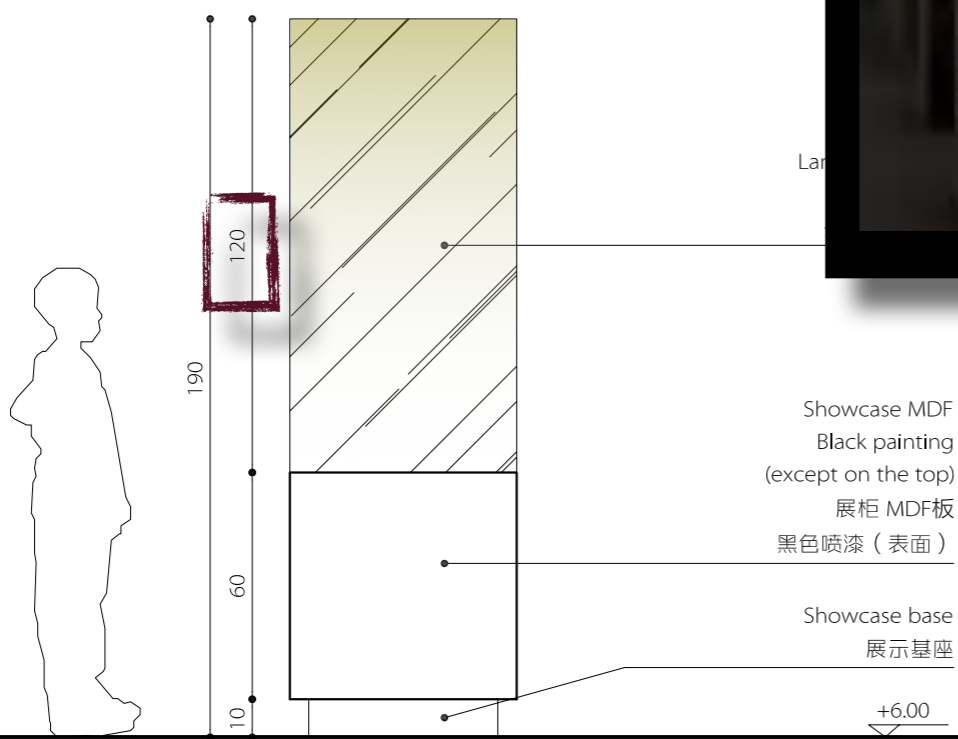 120
190
Showcase MDF
Black painting
(except on the top)
展柜 MDF板
黑色喷漆（表面）
60
Showcase base
展示基座
10
+6.00